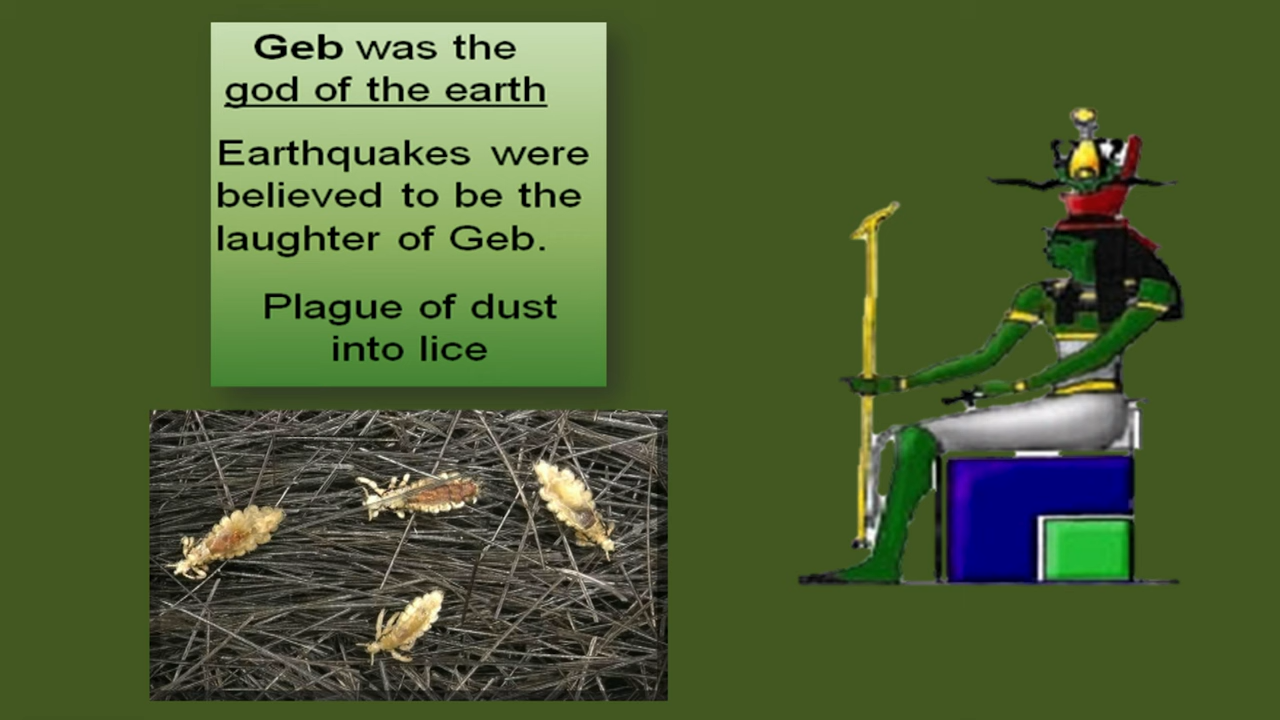 Geb was the
god of the earth
Earthquakes were
believed to be the
laughter of Geb.
Plague of dust
into lice